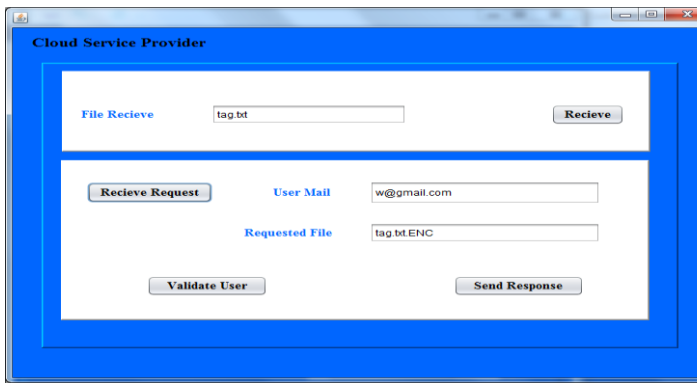 Cloud Service Provider
File Recieve tag.txt Recieve
Recieve Request User Mail w@gmail.com
Requested File tag.txt.ENC
Validate User Send Response